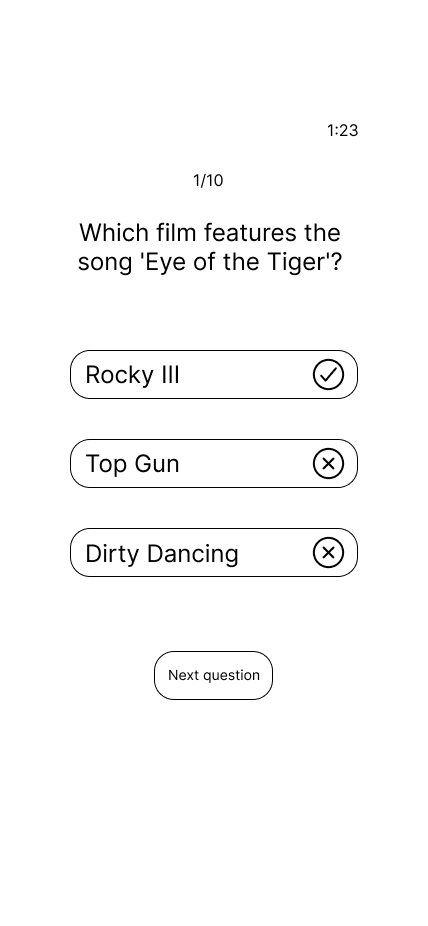 1:23
1/10
Which film features the
song 'Eye of the Tiger'?
Rocky III
Top Gun
Dirty Dancing
Next question